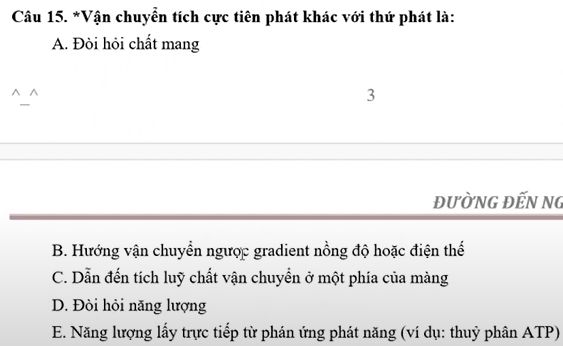 Câu 15. *Vận chuyển tích cực tiên phát khác với thứ phát là:
A. Đòi hỏi chất mang
^_^
3
ĐƯỜNG ĐẾN NG
B. Hướng vận chuyển ngược gradient nồng độ hoặc điện thế
C. Dẫn đến tích luỹ chất vận chuyển ở một phía của màng
D. Đòi hỏi năng lượng
E. Năng lượng lấy trực tiếp từ phán ứng phát năng (ví dụ: thuỷ phân ATP)